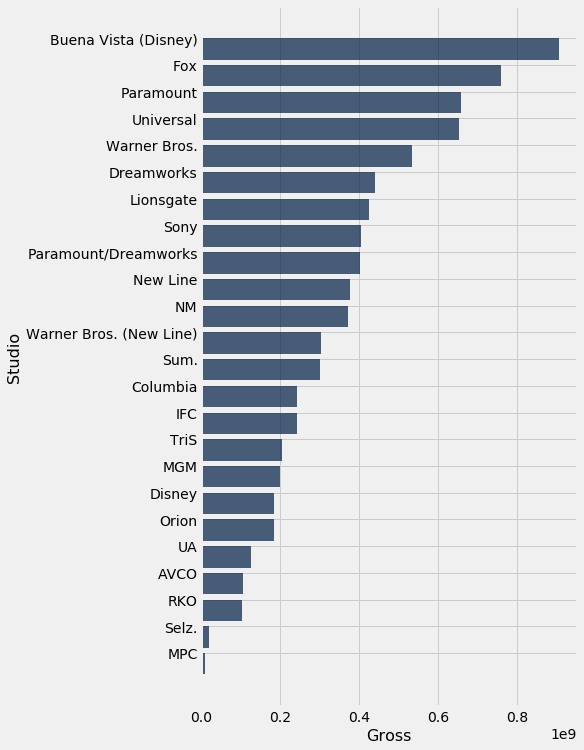 Buena Vista (Disney)
Fox
Paramount
Universal
Warner Bros.
Dreamworks
Lionsgate
Sony
Paramount/Dreamworks
New Line
NM
Warner Bros. (New Line)
Sum.
Columbia
IFC
TriS
MGM
Disney
Orion
UA
AVCO
RKO
Selz.
MPC
Studio
0.0 0.2 0.4 0.6 0.8
Gross
1e9